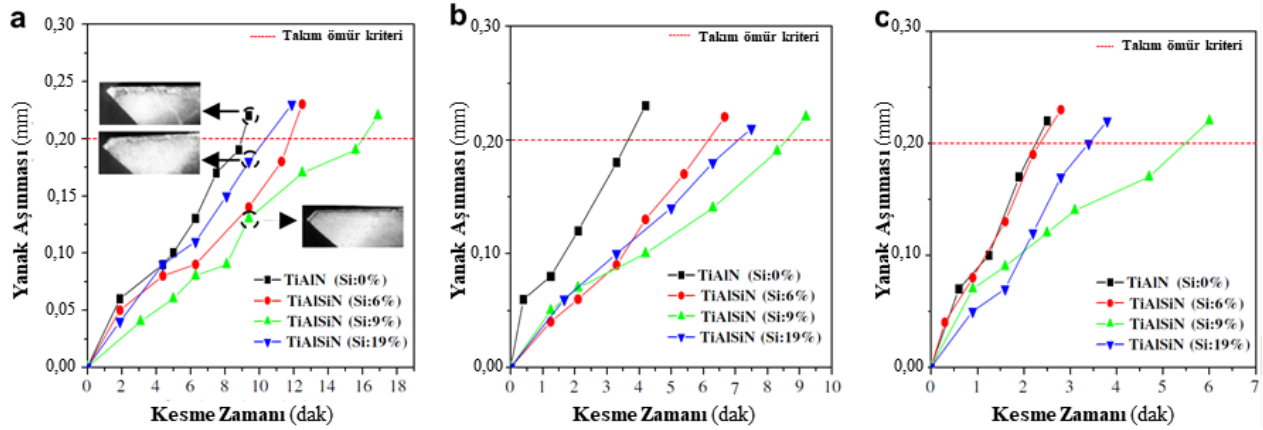 a
0,30
0,25
0,20
0,15
0,10
0,05
0,00
Yanak Aşınması (mm)
Takım ömür kriteri
TiAlN (Si:0%)
TiAlSiN (Si:6%)
TiAlSiN (Si:9%)
TiAlSiN (Si:19%)
0 2 4 6 8 10 12 14 16 18
Kesme Zamanı (dak)
b
0,30
0,20
0,10
0,00
Yanak Aşınması (mm)
Takım ömür kriteri
TiAlN (Si:0%)
TiAlSiN (Si:6%)
TiAlSiN (Si:9%)
TiAlSiN (Si:19%)
0 1 2 3 4 5 6 7 8 9 10
Kesme Zamanı (dak)
c
0,30
0,20
0,10
0,00
Yanak Aşınması (mm)
Takım ömür kriteri
TiAlN (Si:0%)
TiAlSiN (Si:6%)
TiAlSiN (Si:9%)
TiAlSiN (Si:19%)
0 1 2 3 4 5 6 7
Kesme Zamanı (dak)